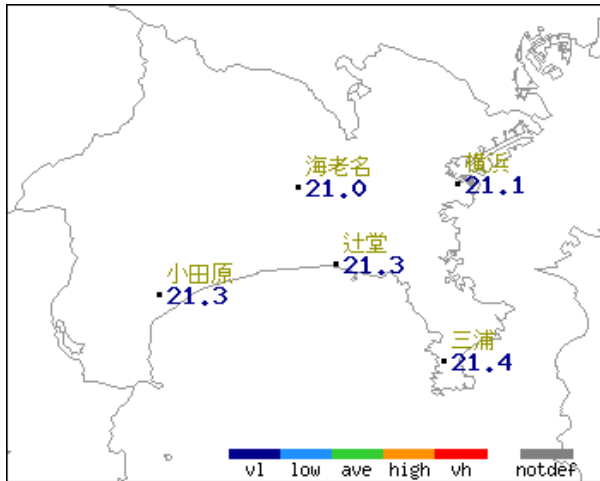 海老名
21.0
横浜
21.1
辻堂
21.3
小田原
21.3
三浦
21.4
vl low ave high vh notdef